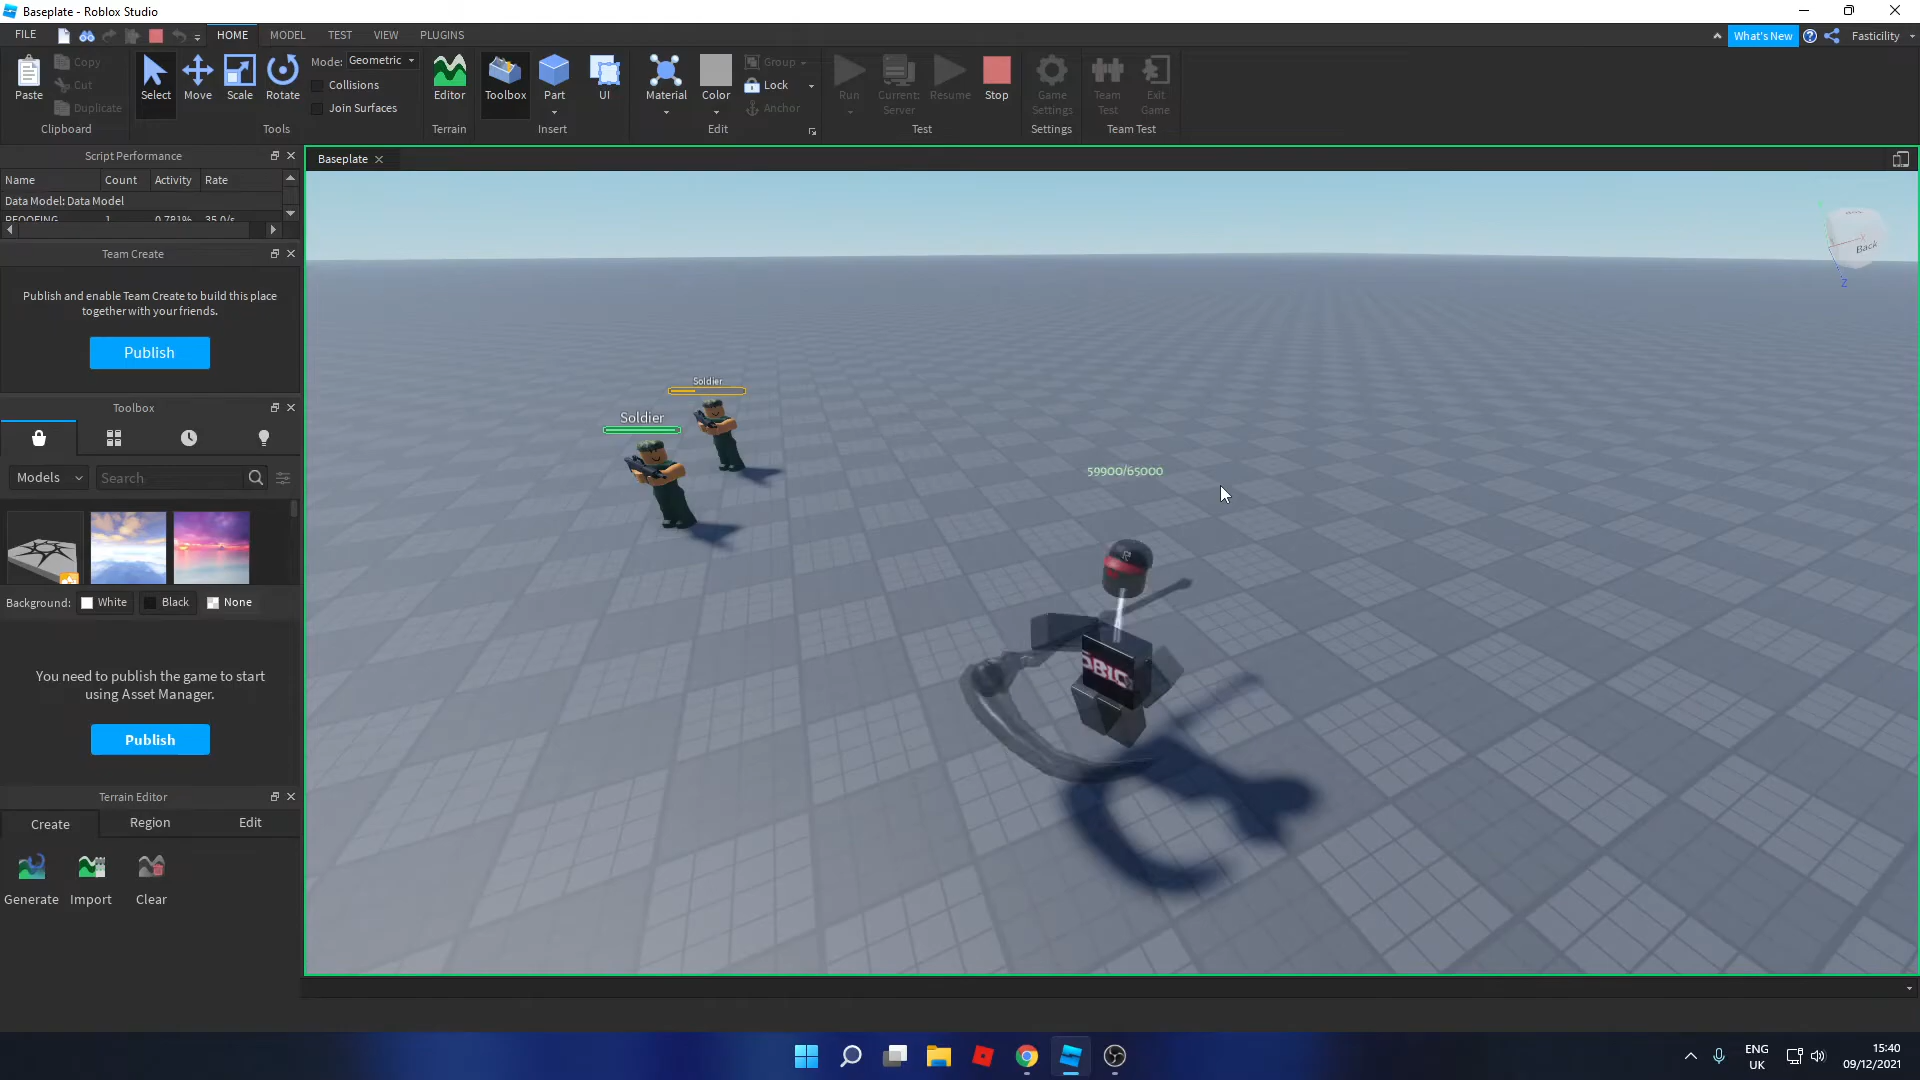 Baseplate - Roblox Studio
FILE
HOME
MODEL
TEST
VIEW
PLUGINS
What's New
Fasticility
Paste
Copy
Cut
Duplicate
Clipboard
Select
Move
Scale
Rotate
Mode: Geometric
Collisions
Join Surfaces
Tools
Editor
Terrain
Toolbox
Part
UI
Insert
Material
Color
Group
Lock
Anchor
Edit
Run
Current:
Server
Resume
Stop
Test
Game
Settings
Settings
Team
Test
Exit
Game
Team Test
Script Performance
Name Count Activity Rate
Data Model: Data Model
1 0.781% 35.0/s
Team Create
Publish and enable Team Create to build this place
together with your friends.
Publish
Toolbox
Models
Search
Background: White Black None
You need to publish the game to start
using Asset Manager.
Publish
Terrain Editor
Create
Region
Edit
Generate
Import
Clear
Baseplate
Back
Z
Soldier
Soldier
59900/65000
ENG
UK
15:40
09/12/2021